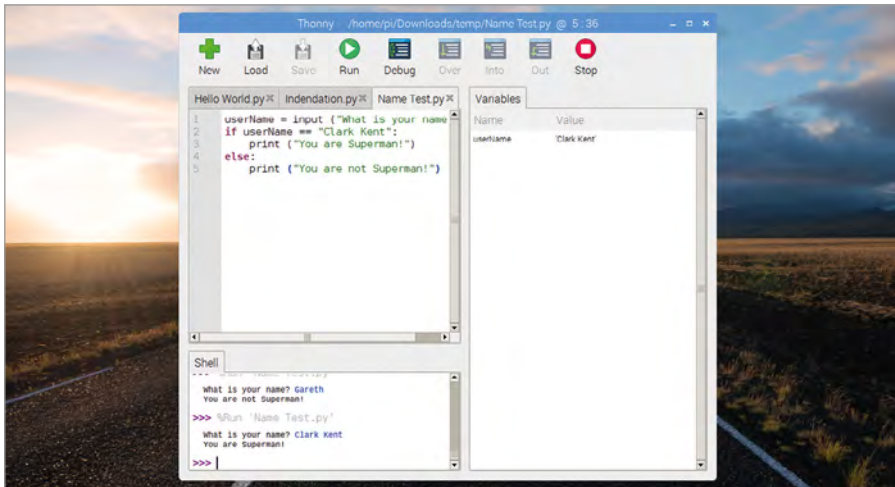 Thonny /home/pi/Downloads/temp/Name Test.py @ 5:36
New Load Save Run Debug Over Into Out Stop
Hello World.py Indentation.py Name Test.py
1 userName = input ("What is your name
2 if userName == "Clark Kent":
3 print ("You are Superman!")
4 else:
5 print ("You are not Superman!")
Variables
Name Value
userName 'Clark Kent'
Shell
What is your name? Gareth
You are not Superman!
>>> %Run 'Name Test.py'
What is your name? Clark Kent
You are Superman!
>>>